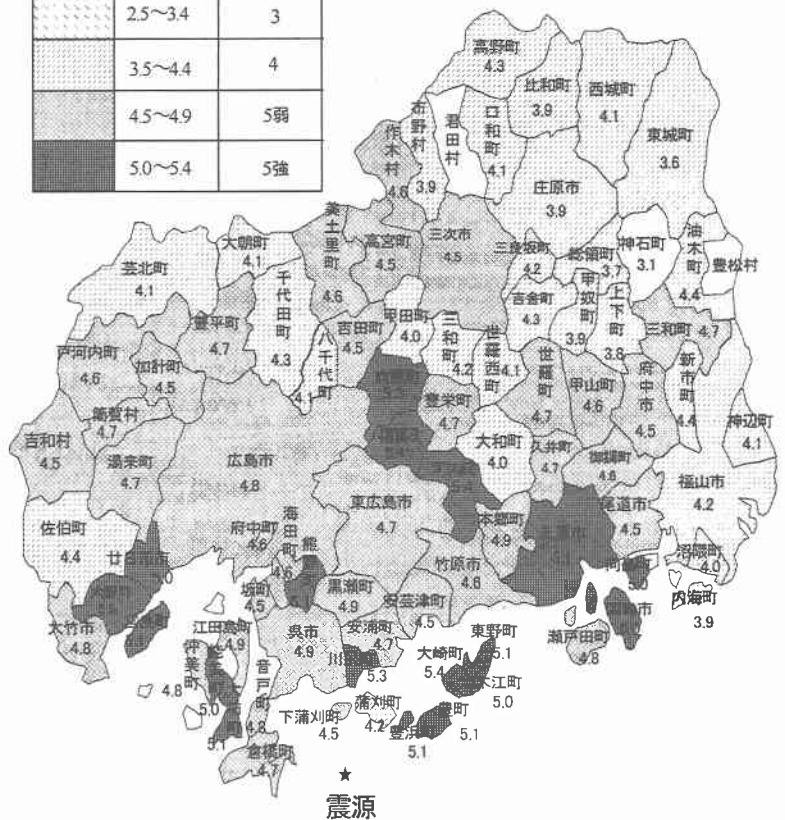 2.5〜3.4 3
3.5〜4.4 4
4.5〜4.9 5弱
5.0〜5.4 5強
高野町
4.3
比和町
3.9
西城町
4.1
東城町
3.6
口和町
4.1
君田村
布野村
3.9
作木村
4.6
庄原市
3.9
美土里町
4.6
高宮町
4.5
三次市
4.5
三良坂町
4.2
総領町
3.7
神石町
3.1
油木町
4.4
豊松村
大朝町
4.1
芸北町
4.1
千代田町
4.3
豊平町
4.7
吉田町
4.5
甲田町
4.0
三和町
4.2
吉舎町
4.3
甲奴町
3.9
上下町
3.8
三和町
4.7
八千代町
4.1
世羅西町
4.1
世羅町
4.7
甲山町
4.6
府中市
4.5
新市町
4.4
神辺町
4.1
戸河内町
4.6
加計町
4.5
筒賀村
4.7
吉和村
4.5
湯来町
4.7
広島市
4.8
豊栄町
4.7
大和町
4.0
久井町
4.7
御調町
4.6
福山市
4.2
5.4
東広島市
4.7
本郷町
4.9
尾道市
4.5
沼隈町
4.0
内海町
3.9
佐伯町
4.4
廿日市市
府中町
4.6
海田町
4.6
熊
坂町
4.5
黒瀬町
4.9
竹原市
4.6
安芸津町
4.5
安浦町
4.7
呉市
4.9
大竹市
4.8
江田島町
4.9
沖美町
4.8
5.0
5.1
音戸町
4.8
倉橋町
4.7
川
5.3
下蒲刈町
4.5
蒲刈町
4.2
東野町
5.1
大崎町
5.4
木江町
5.0
豊町
5.1
豊浜
5.1
瀬戸田町
4.8
★
震源